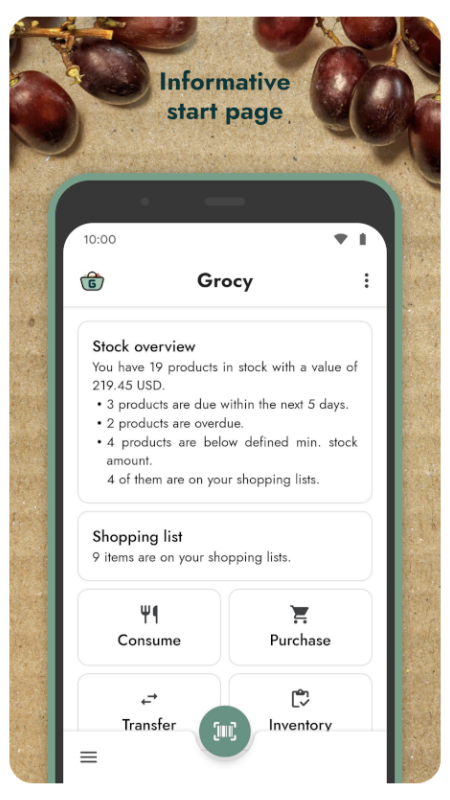 Informative
start page
10:00
G
Grocy
Stock overview
You have 19 products in stock with a value of
219.45 USD.
• 3 products are due within the next 5 days.
• 2 products are overdue.
• 4 products are below defined min. stock
amount.
4 of them are on your shopping lists.
Shopping list
9 items are on your shopping lists.
Consume
Purchase
Transfer
Inventory